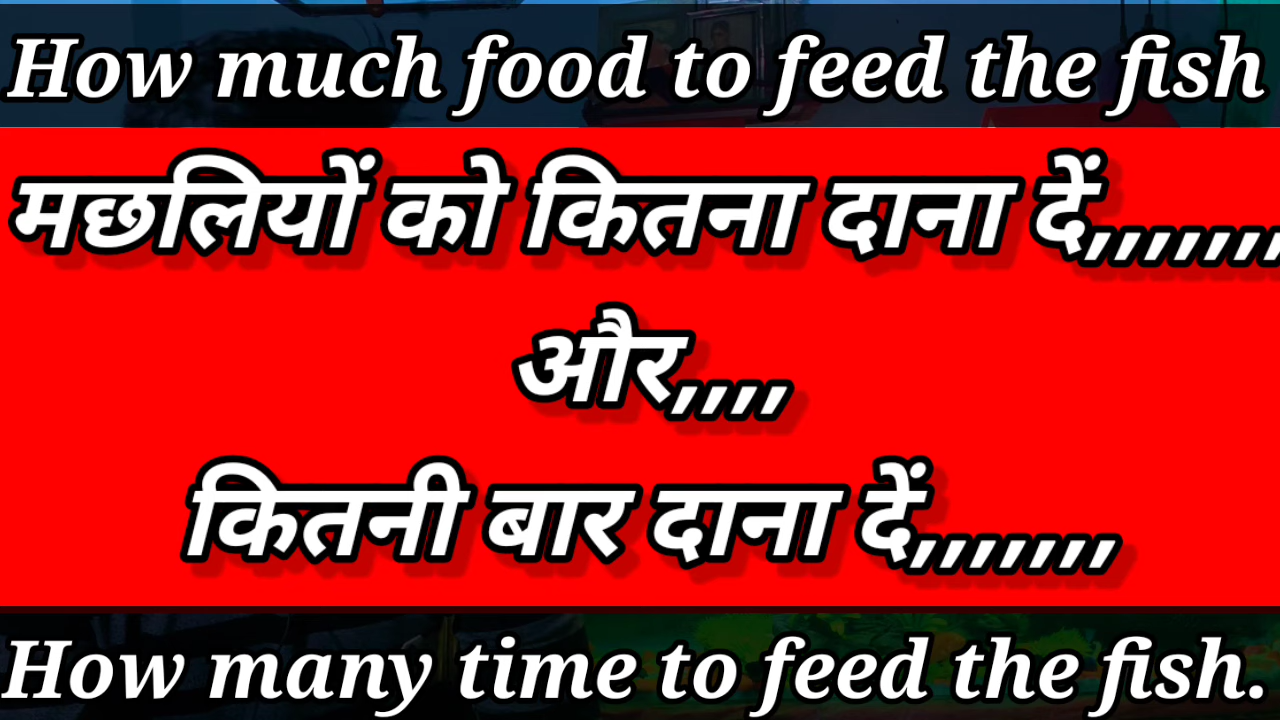 How much food to feed the fish
मछलियों को कितना दाना दें,,,,,,,
और,,,,
कितनी बार दाना दें,,,,,,,
How many time to feed the fish.